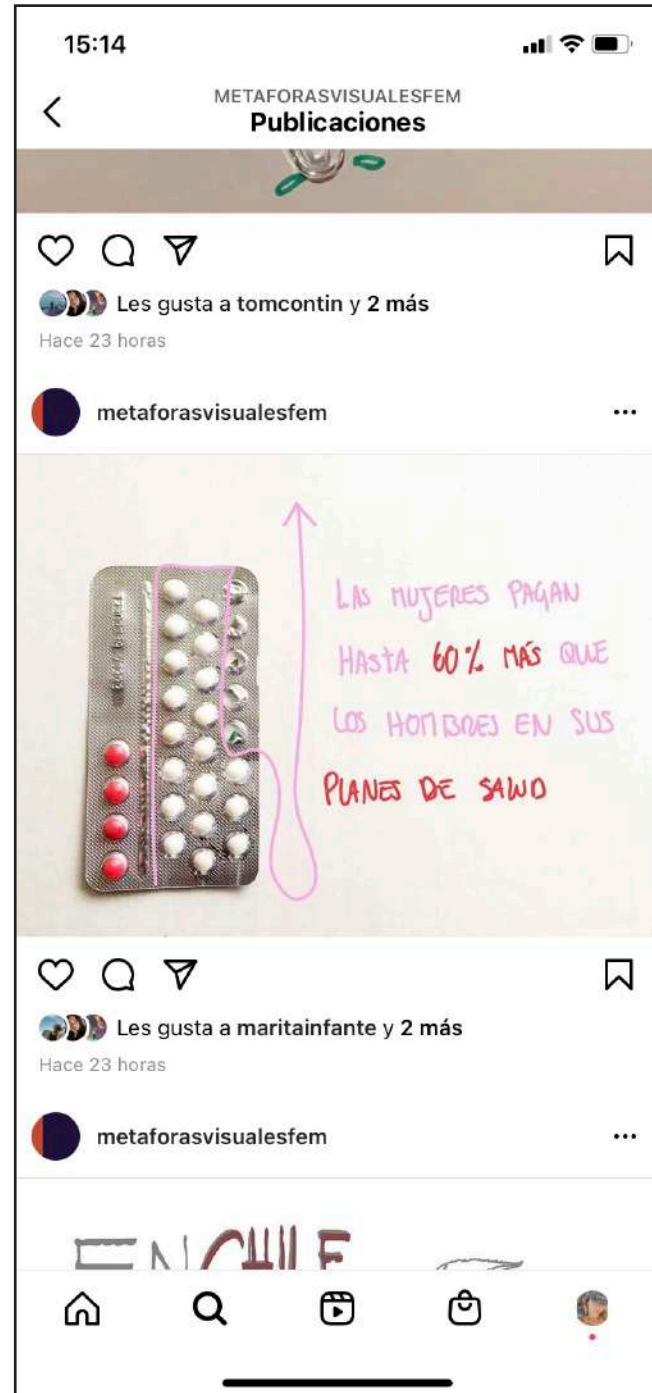 15:14
METAFORASVISUALESFEM
Publicaciones
Les gusta a tomcontin y 2 más
Hace 23 horas
metaforasvisualesfem
LAS MUJERES PAGAN
HASTA 60% MÁS QUE
LOS HOMBRES EN SUS
PLANES DE SALUD
Les gusta a maritainfante y 2 más
Hace 23 horas
metaforasvisualesfem
EN CHILE